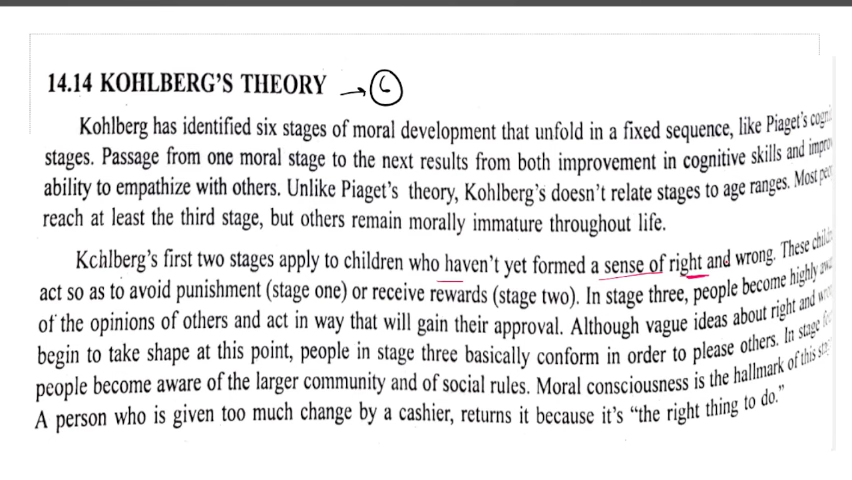 14.14 KOHLBERG'S THEORY → 6
Kohlberg has identified six stages of moral development that unfold in a fixed sequence, like Piaget's
stages. Passage from one moral stage to the next results from both improvement in cognitive skills and
ability to empathize with others. Unlike Piaget's theory, Kohlberg's doesn't relate stages to age ranges. Most
reach at least the third stage, but others remain morally immature throughout life.
Kohlberg's first two stages apply to children who haven't yet formed a sense of right and wrong. These
act so as to avoid punishment (stage one) or receive rewards (stage two). In stage three, people become highly
of the opinions of others and act in way that will gain their approval. Although vague ideas about right and
begin to take shape at this point, people in stage three basically conform in order to please others. In stage
people become aware of the larger community and of social rules. Moral consciousness is the hallmark of this
A person who is given too much change by a cashier, returns it because it's “the right thing to do.”